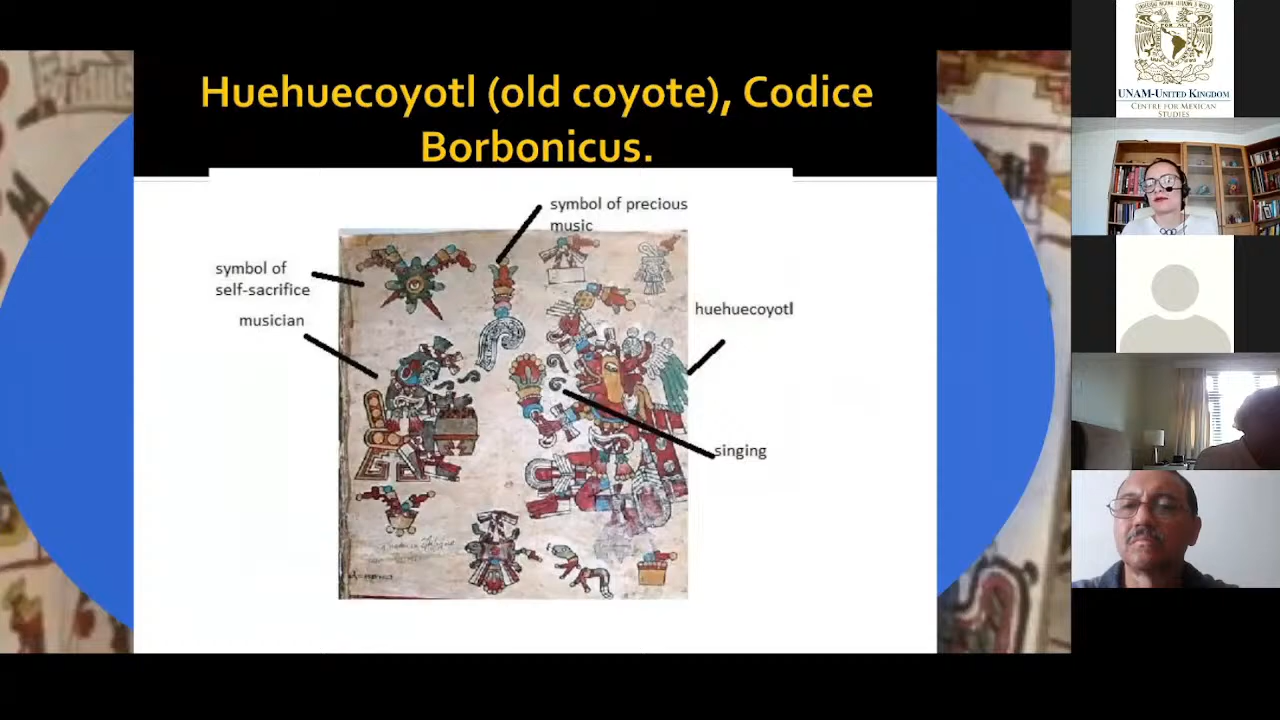 Huehuecoyotl (old coyote), Codice
Borbonicus.
symbol of precious
music
symbol of
self-sacrifice
musician
huehuecoyotl
singing
UNAM-UNITED KINGDOM
CENTRE FOR MEXICAN
STUDIES